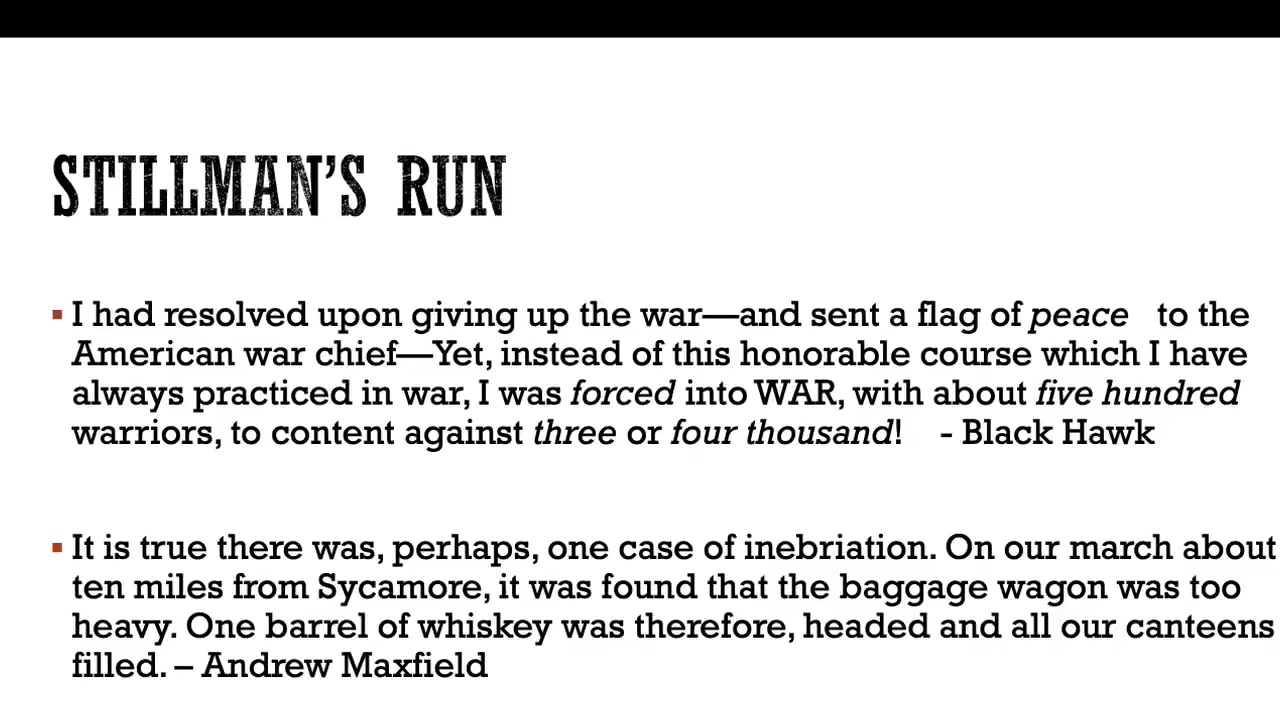 STILLMAN'S RUN
▪ I had resolved upon giving up the war—and sent a flag of peace to the
American war chief—Yet, instead of this honorable course which I have
always practiced in war, I was forced into WAR, with about five hundred
warriors, to content against three or four thousand! - Black Hawk
▪ It is true there was, perhaps, one case of inebriation. On our march about
ten miles from Sycamore, it was found that the baggage wagon was too
heavy. One barrel of whiskey was therefore, headed and all our canteens
filled. – Andrew Maxfield